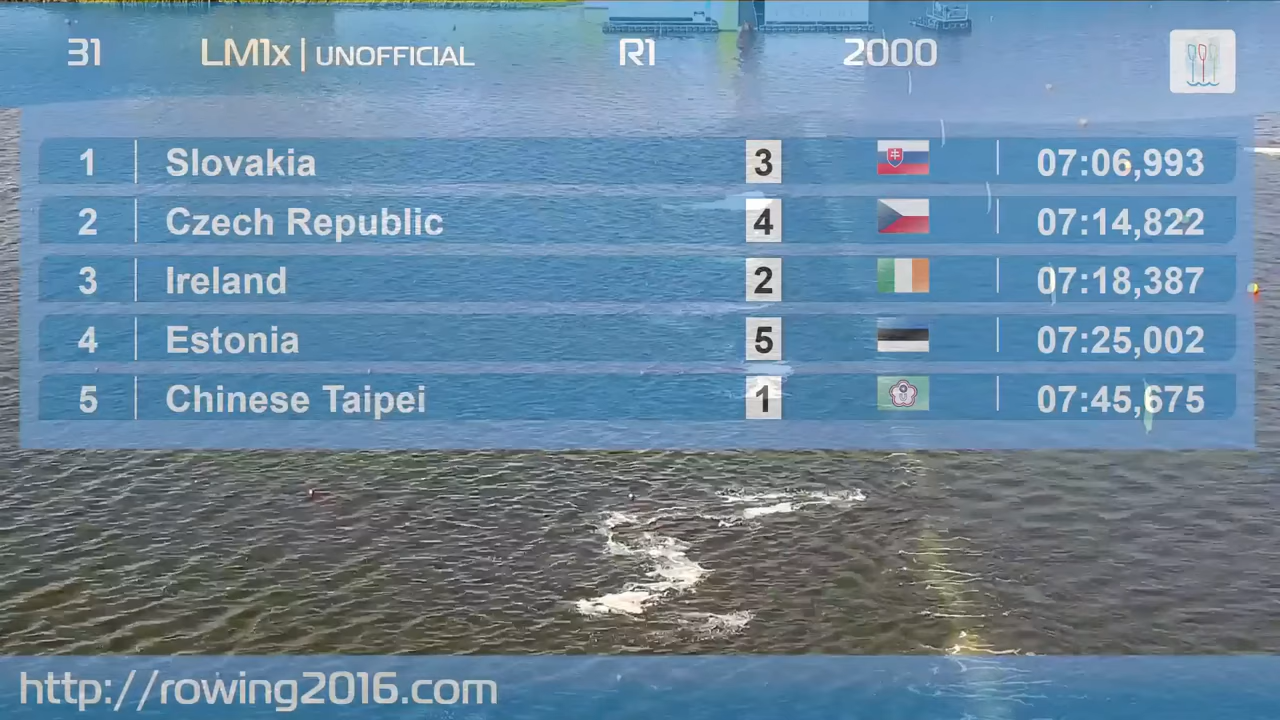 31 LM1x | UNOFFICIAL R1 2000
1 Slovakia 3 07:06,993
2 Czech Republic 4 07:14,822
3 Ireland 2 07:18,387
4 Estonia 5 07:25,002
5 Chinese Taipei 1 07:45,675
http://rowing2016.com